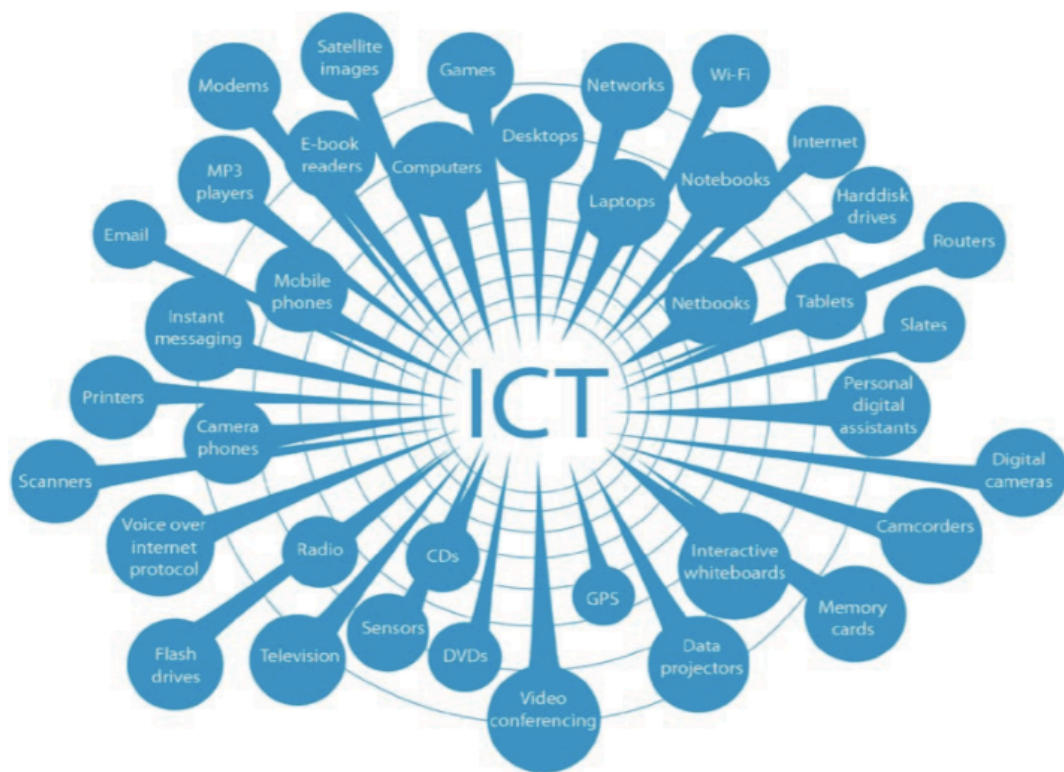 Satellite
images
Games
Networks
Wi-Fi
Modems
E-book
readers
Computers
Desktops
Laptops
Notebooks
Internet
MP3
players
Harddisk
drives
Email
Mobile
phones
Netbooks
Tablets
Routers
Instant
messaging
Slates
ICT
Printers
Camera
phones
Personal
digital
assistants
Scanners
Digital
cameras
Voice over
internet
protocol
Radio
CDs
GPS
Interactive
whiteboards
Camcorders
Flash
drives
Television
Sensors
DVDs
Video
conferencing
Data
projectors
Memory
cards